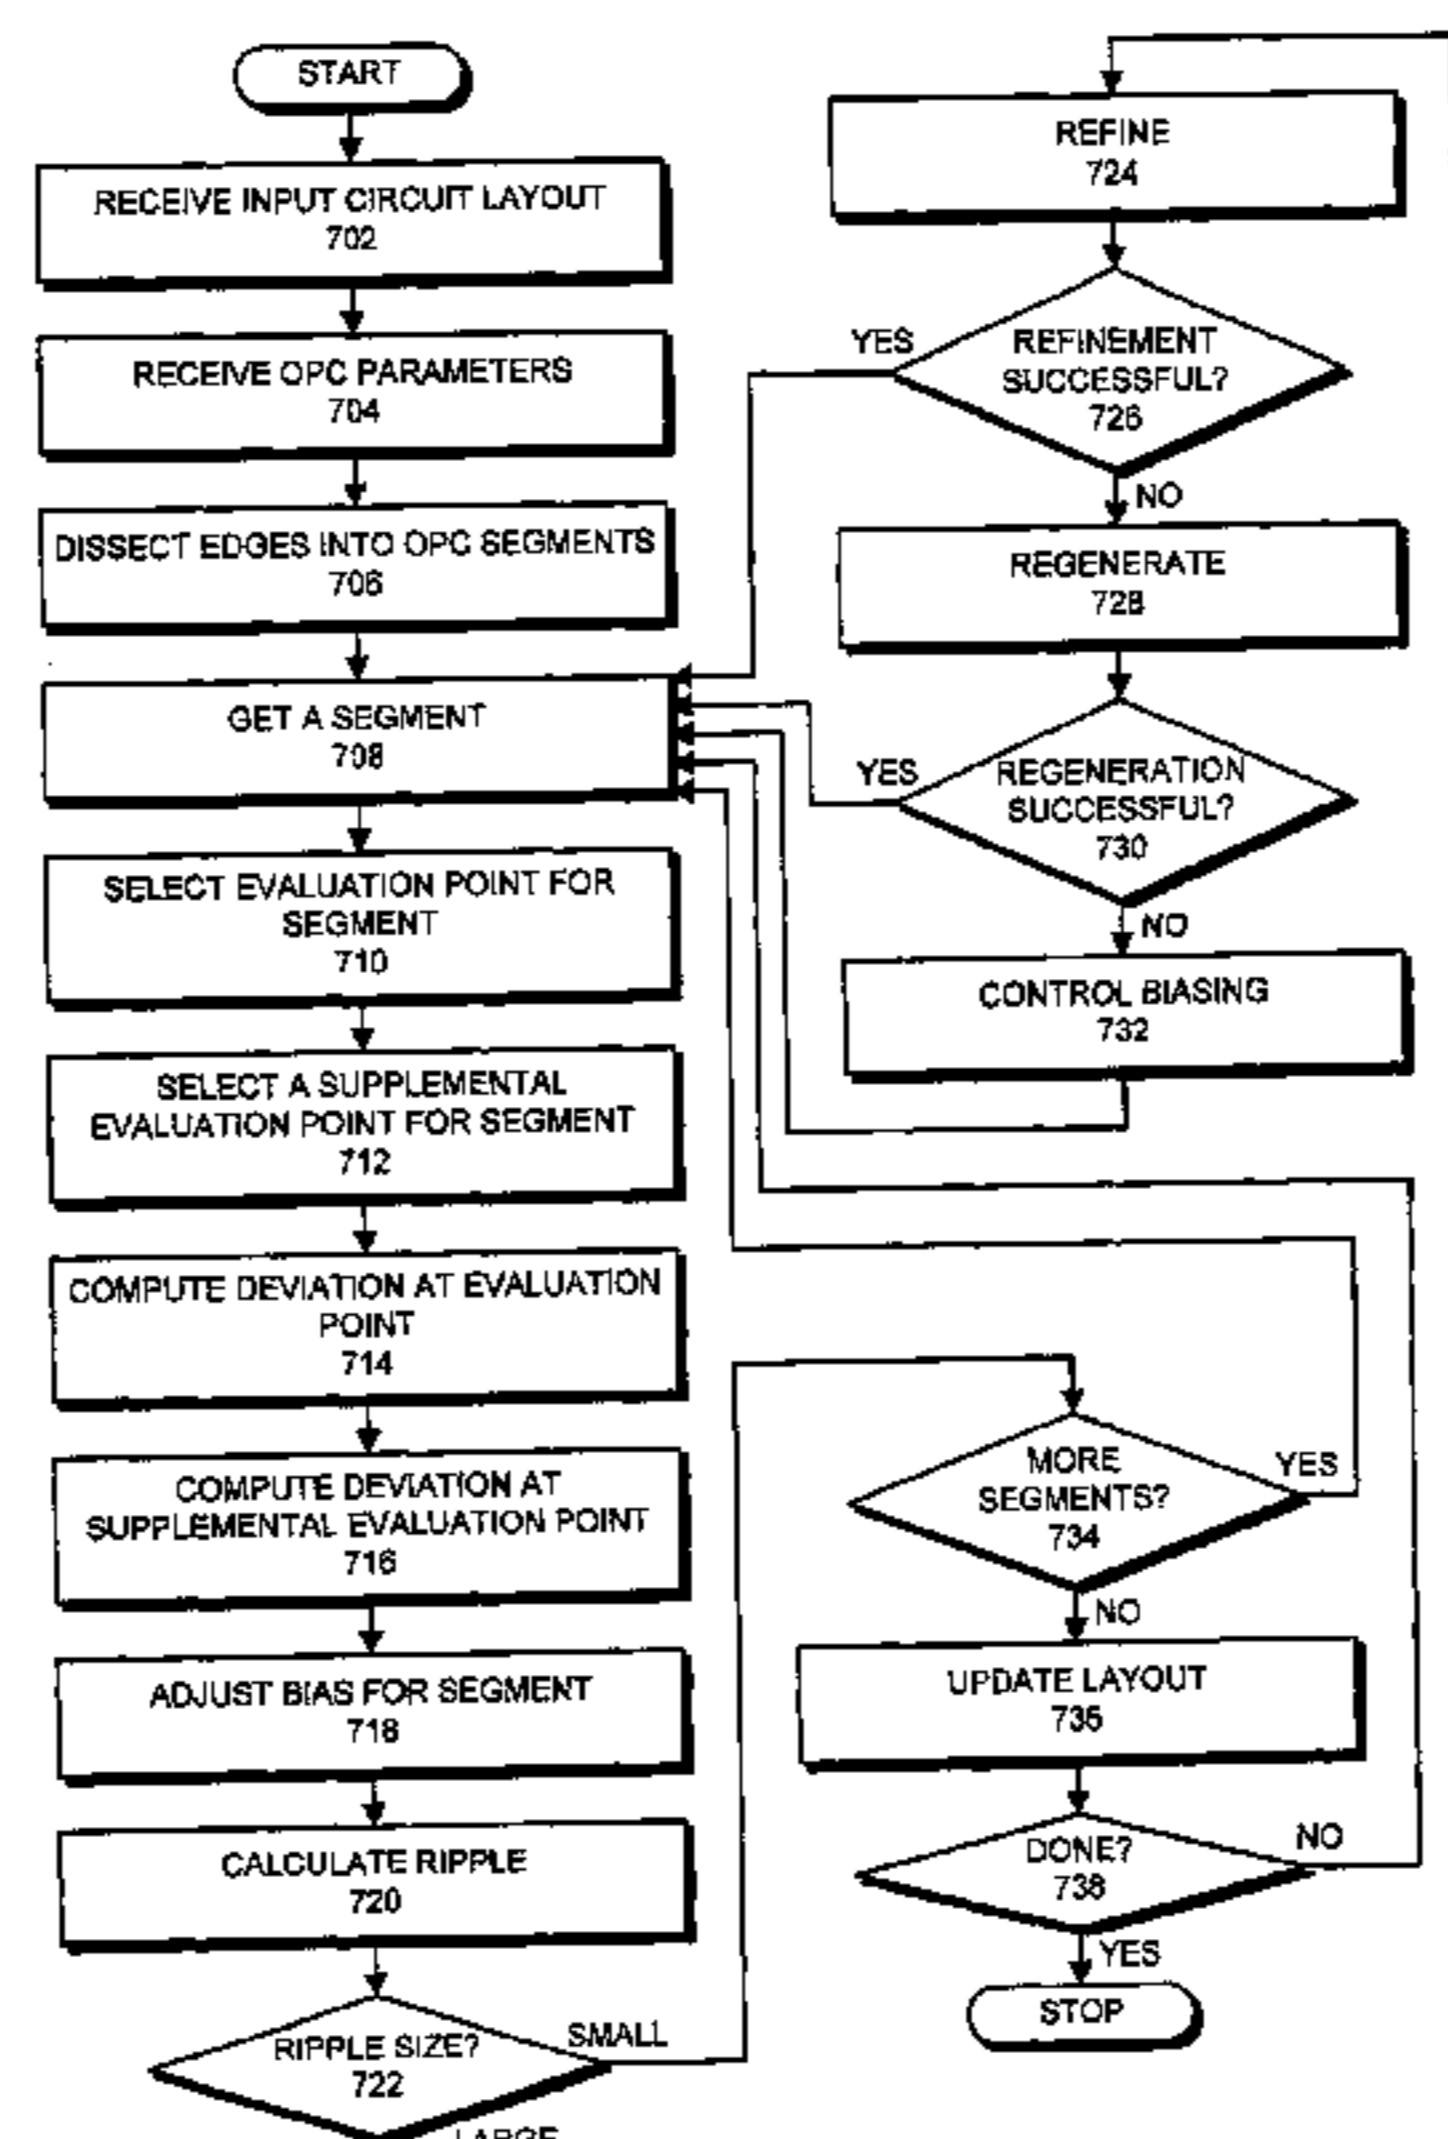 START
RECEIVE INPUT CIRCUIT LAYOUT
702
RECEIVE OPC PARAMETERS
704
DISSECT EDGES INTO OPC SEGMENTS
706
GET A SEGMENT
708
SELECT EVALUATION POINT FOR
SEGMENT
710
SELECT A SUPPLEMENTAL
EVALUATION POINT FOR SEGMENT
712
COMPUTE DEVIATION AT EVALUATION
POINT
714
COMPUTE DEVIATION AT
SUPPLEMENTAL EVALUATION POINT
716
ADJUST BIAS FOR SEGMENT
718
CALCULATE RIPPLE
720
RIPPLE SIZE?
722
SMALL
LARGE
REFINE
724
YES
REFINEMENT
SUCCESSFUL?
726
NO
REGENERATE
728
YES
REGENERATION
SUCCESSFUL?
730
NO
CONTROL BIASING
732
MORE
SEGMENTS?
734
YES
NO
UPDATE LAYOUT
736
DONE?
738
NO
YES
STOP